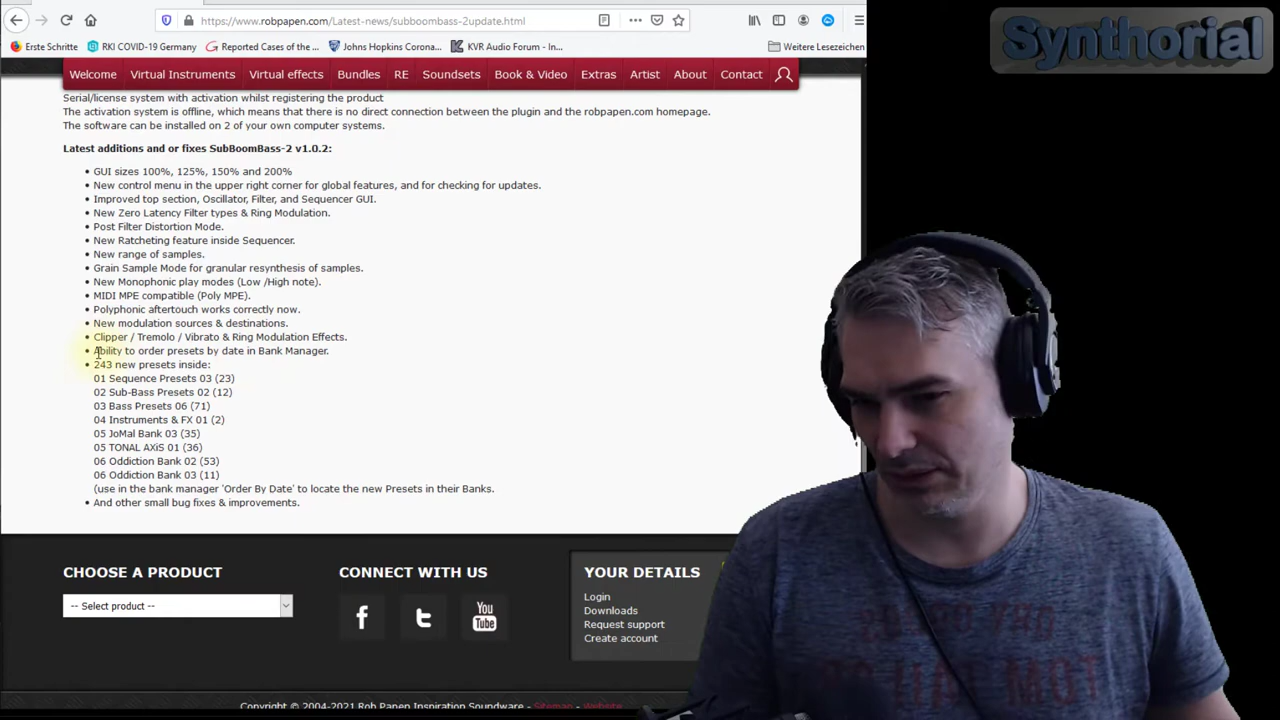 https://www.robpapen.com/Latest-news/subboombass-2update.html
Synthorial
Erste Schritte
RKI COVID-19 Germany
Reported Cases of the ...
Johns Hopkins Corona...
KVR Audio Forum - In...
Weitere Lesezeichen
Welcome
Virtual Instruments
Virtual effects
Bundles
RE
Soundsets
Book & Video
Extras
Artist
About
Contact
Serial/license system with activation whilst registering the product
The activation system is offline, which means that there is no direct connection between the plugin and the robpapen.com homepage.
The software can be installed on 2 of your own computer systems.
Latest additions and or fixes SubBoomBass-2 v1.0.2:
• GUI sizes 100%, 125%, 150% and 200%
• New control menu in the upper right corner for global features, and for checking for updates.
• Improved top section, Oscillator, Filter, and Sequencer GUI.
• New Zero Latency Filter types & Ring Modulation.
• Post Filter Distortion Mode.
• New Ratcheting feature inside Sequencer.
• New range of samples.
• Grain Sample Mode for granular resynthesis of samples.
• New Monophonic play modes (Low /High note).
• MIDI MPE compatible (Poly MPE).
• Polyphonic aftertouch works correctly now.
• New modulation sources & destinations.
• Clipper / Tremolo / Vibrato & Ring Modulation Effects.
• Ability to order presets by date in Bank Manager.
• 243 new presets inside:
01 Sequence Presets 03 (23)
02 Sub-Bass Presets 02 (12)
03 Bass Presets 06 (71)
04 Instruments & FX 01 (2)
05 JoMal Bank 03 (35)
05 TONAL AXiS 01 (36)
06 Oddiction Bank 02 (53)
06 Oddiction Bank 03 (11)
(use in the bank manager 'Order By Date' to locate the new Presets in their Banks.
• And other small bug fixes & improvements.
CHOOSE A PRODUCT
-- Select product --
CONNECT WITH US
You
Tube
YOUR DETAILS
Login
Downloads
Request support
Create account
Copyright © 2004-2021 Rob Papen Inspiration Soundware - Sitemap - Website